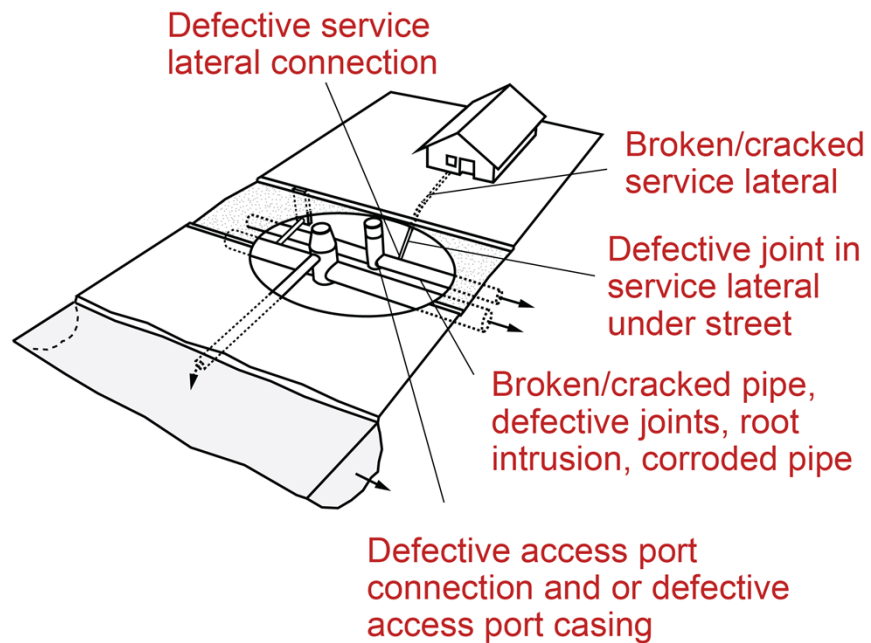 Defective service
lateral connection
Broken/cracked
service lateral
Defective joint in
service lateral
under street
Broken/cracked pipe,
defective joints, root
intrusion, corroded pipe
Defective access port
connection and or defective
access port casing